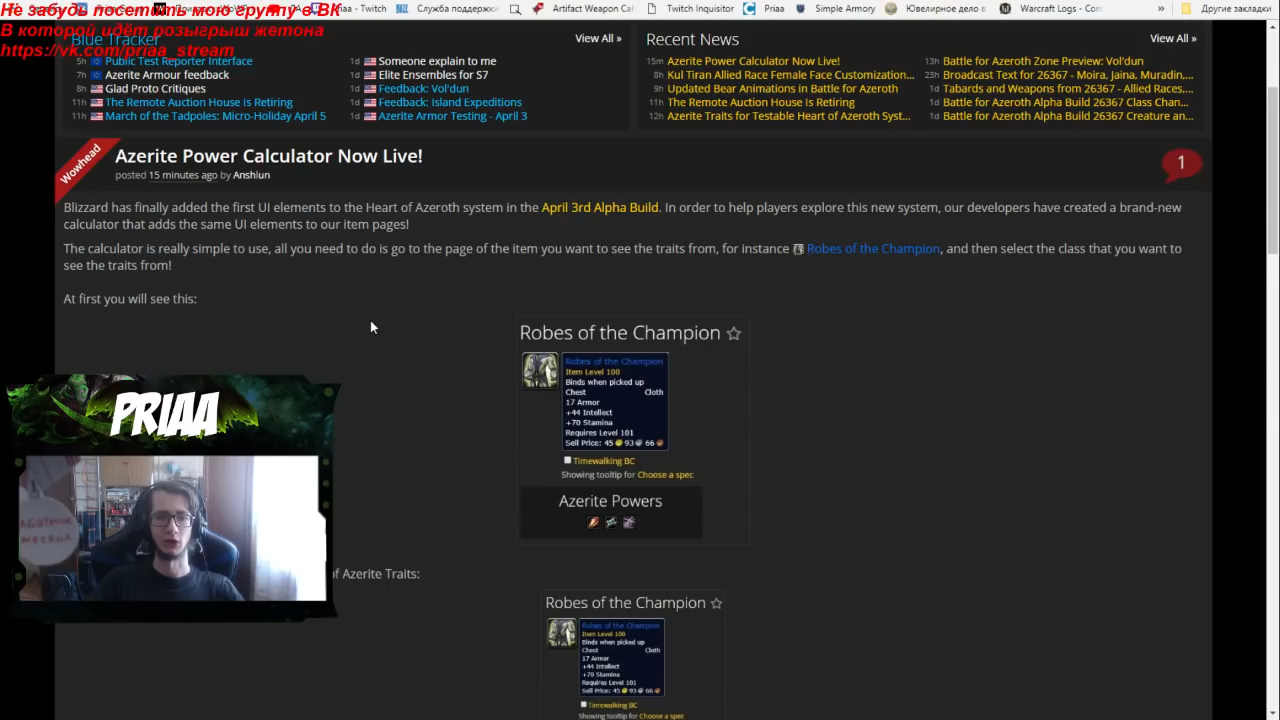 Не забудь посетить мою группу в ВК
В которой идёт розыгрыш жетона
https://vk.com/priaa_stream
Служба поддержки
Artifact Weapon Cal
Twitch Inquisitor
Priaa
Simple Armory
Ювелирное дело в
Warcraft Logs - Com
»
Другие закладки
Blue Tracker
View All »
5h Public Test Reporter Interface
7h Azerite Armour feedback
8h Glad Proto Critiques
11h The Remote Auction House Is Retiring
11h March of the Tadpoles: Micro-Holiday April 5
1d Someone explain to me
1d Elite Ensembles for S7
1d Feedback: Vol'dun
1d Feedback: Island Expeditions
1d Azerite Armor Testing - April 3
Recent News
View All »
15m Azerite Power Calculator Now Live!
8h Kul Tiran Allied Race Female Face Customization...
9h Updated Bear Animations in Battle for Azeroth
11h The Remote Auction House Is Retiring
12h Azerite Traits for Testable Heart of Azeroth Syst...
13h Battle for Azeroth Zone Preview: Vol'dun
23h Broadcast Text for 26367 - Moira, Jaina, Muradin,...
1d Tabards and Weapons from 26367 - Allied Races,...
1d Battle for Azeroth Alpha Build 26367 Class Chan...
1d Battle for Azeroth Alpha Build 26367 Creature an...
Wowhead
Azerite Power Calculator Now Live!
posted 15 minutes ago by Anshlun
1
Blizzard has finally added the first UI elements to the Heart of Azeroth system in the April 3rd Alpha Build. In order to help players explore this new system, our developers have created a brand-new
calculator that adds the same UI elements to our item pages!
The calculator is really simple to use, all you need to do is go to the page of the item you want to see the traits from, for instance Robes of the Champion, and then select the class that you want to
see the traits from!
At first you will see this:
Robes of the Champion
Robes of the Champion
Item Level 100
Binds when picked up
Chest Cloth
17 Armor
+44 Intellect
+70 Stamina
Requires Level 101
Sell Price: 45 93 66
Timewalking BC
Showing tooltip for Choose a spec
Azerite Powers
PRIAA
of Azerite Traits:
Robes of the Champion
Robes of the Champion
Item Level 100
Binds when picked up
Chest Cloth
17 Armor
+44 Intellect
+70 Stamina
Requires Level 101
Sell Price: 45 93 66
Timewalking BC
Showing tooltip for Choose a spec